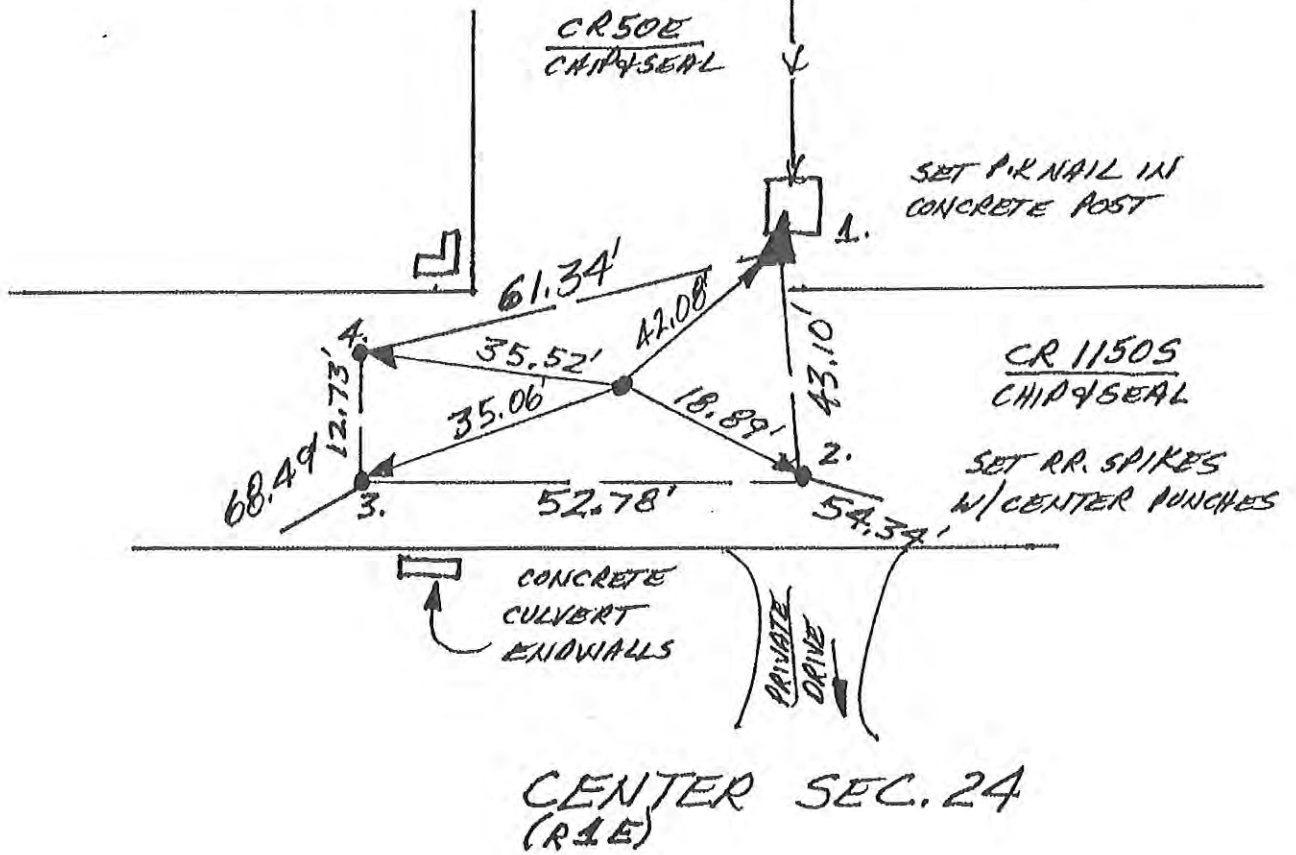 CR50E
CHIP&SEAL
SET P.K NAIL IN
CONCRETE POST
1.
61.34'
42.08'
4.
35.52'
43.10'
CR 1150S
CHIP&SEAL
12.73'
35.06'
18.89'
2.
SET RR. SPIKES
W/CENTER PUNCHES
68.49'
3.
52.78'
54.34'
CONCRETE
CULVERT
ENDWALLS
PRIVATE
DRIVE
CENTER SEC. 24
(R1E)